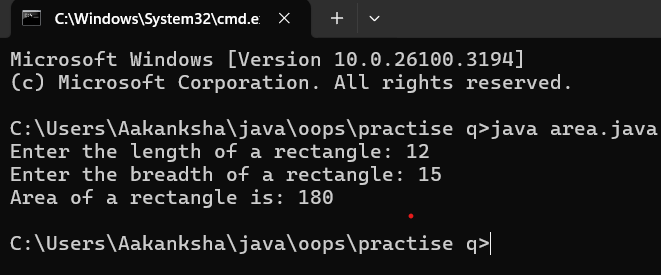 C:\Windows\System32\cmd.e
Microsoft Windows [Version 10.0.26100.3194]
(c) Microsoft Corporation. All rights reserved.
C:\Users\Aakanksha\java\oops\practise q>java area.java
Enter the length of a rectangle: 12
Enter the breadth of a rectangle: 15
Area of a rectangle is: 180
C:\Users\Aakanksha\java\oops\practise q>